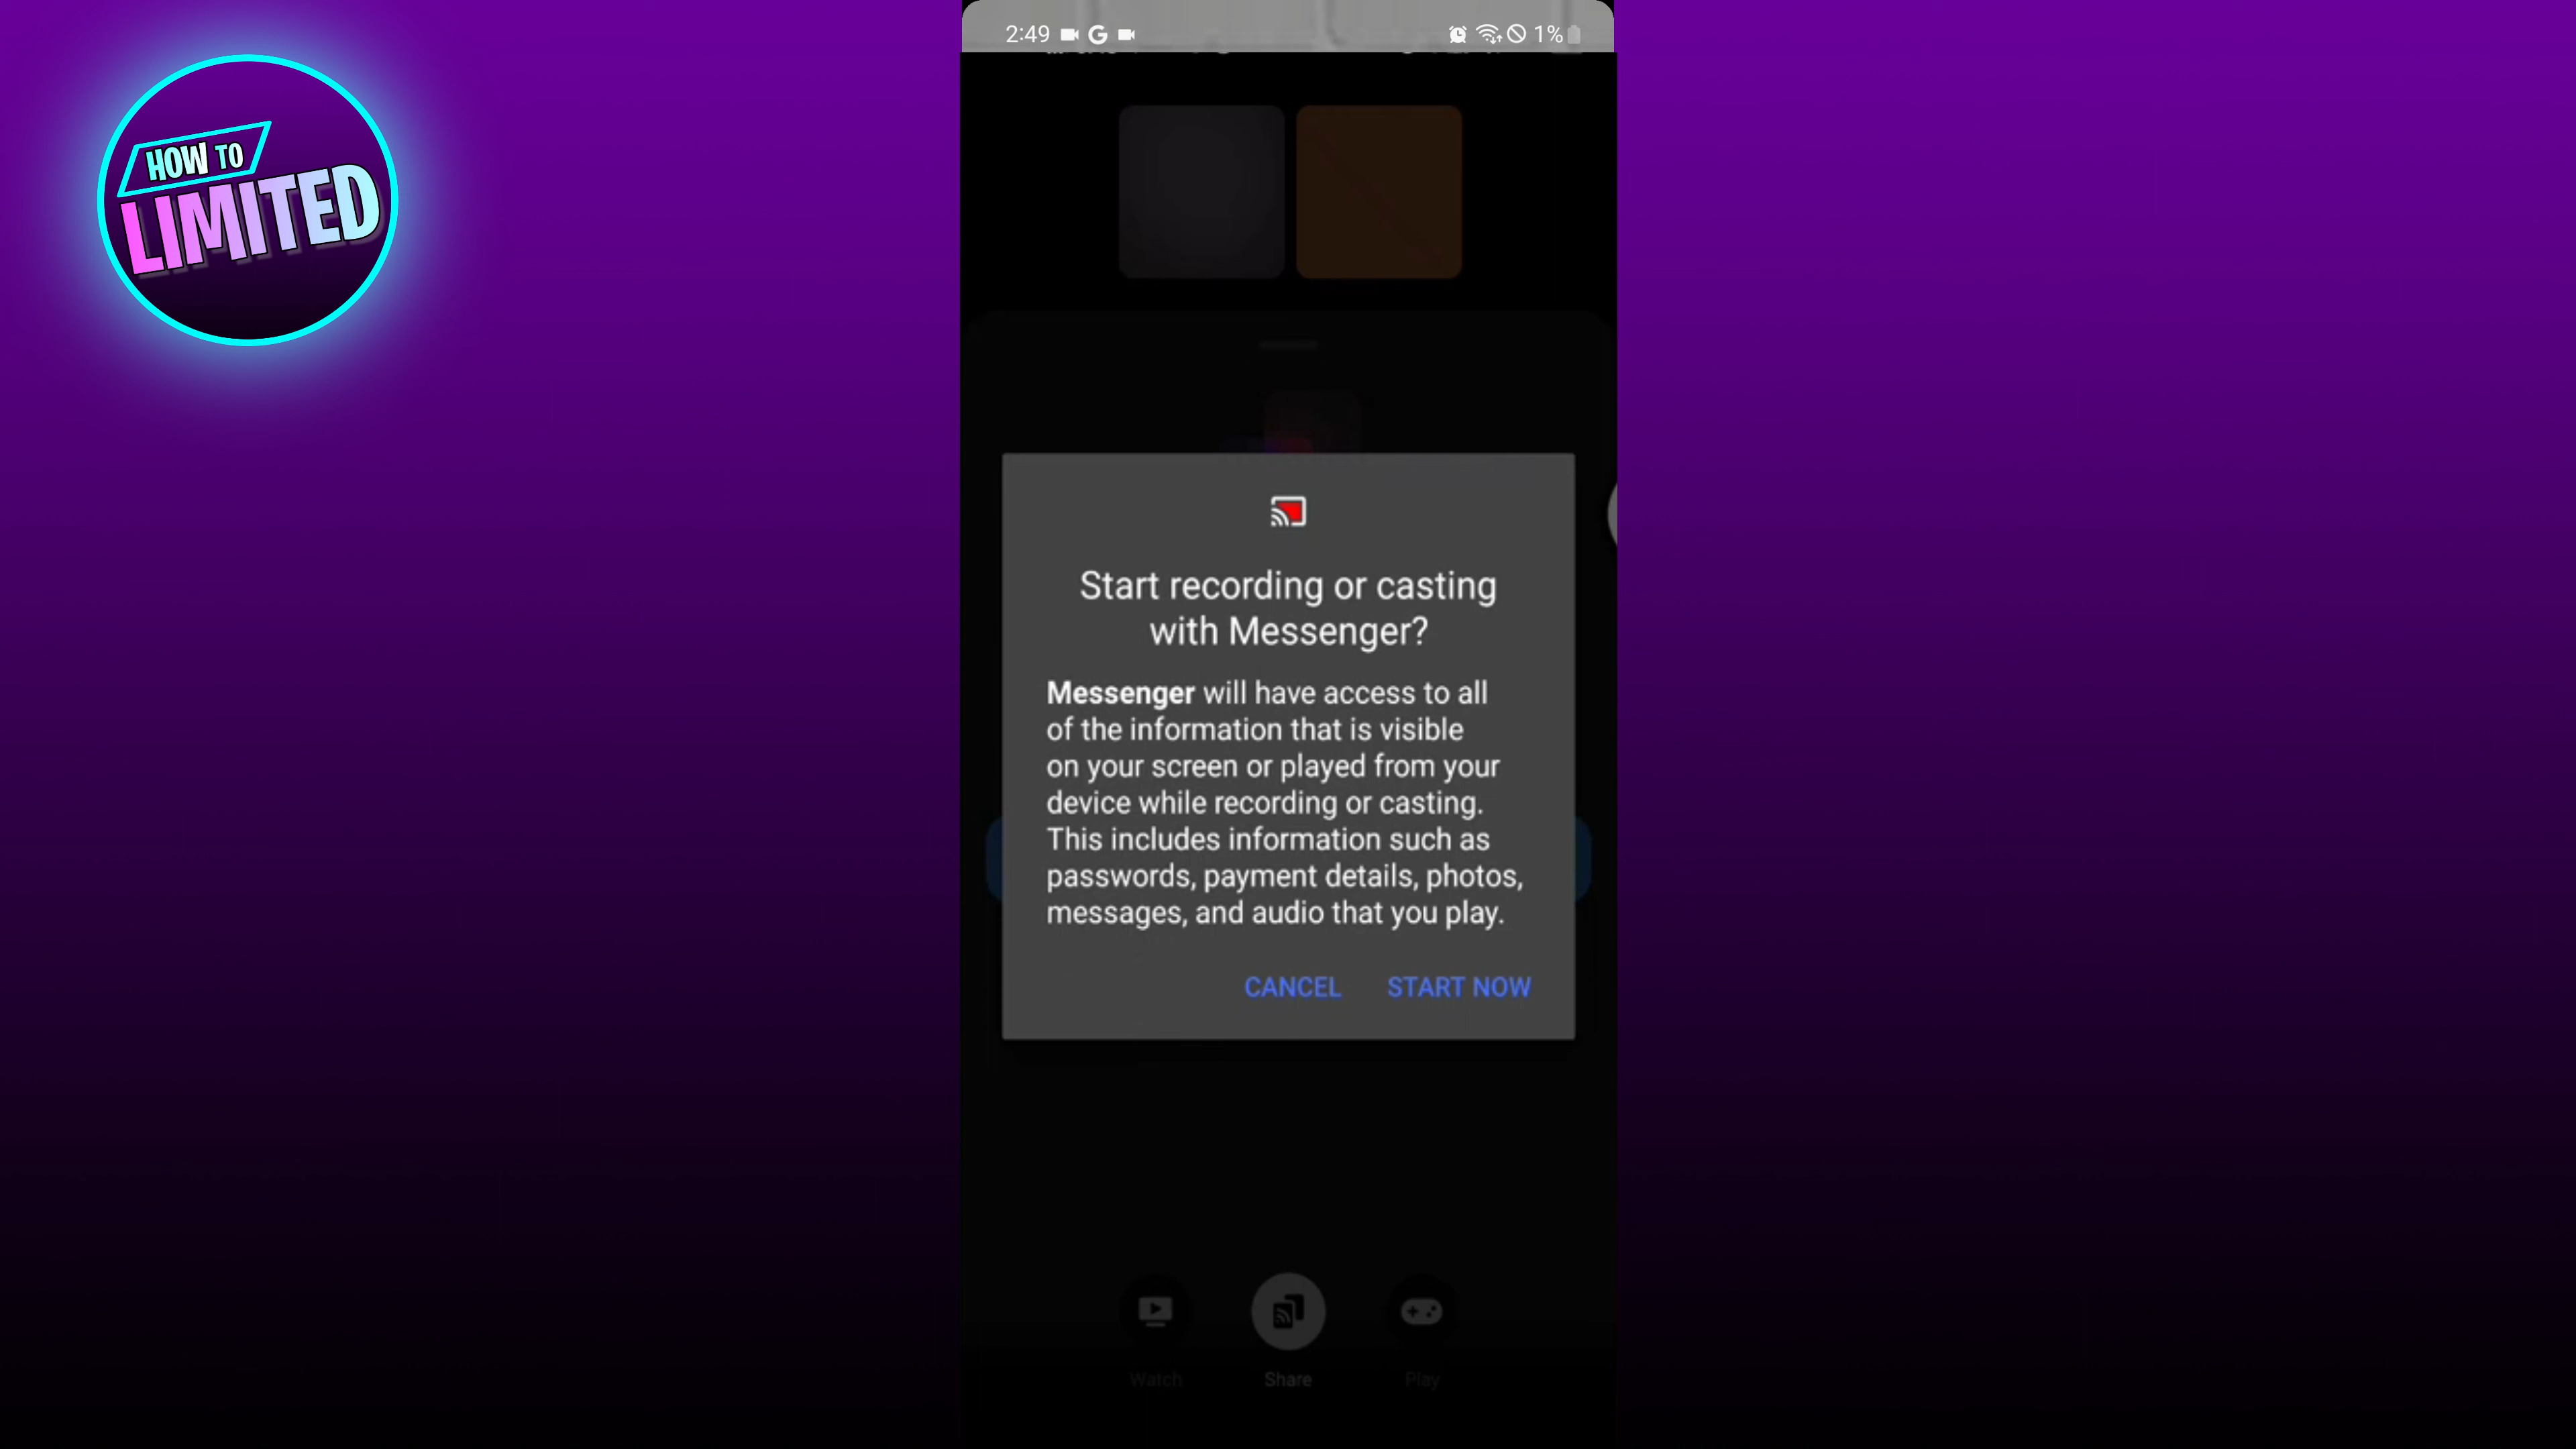 HOW TO
LIMITED
2:49
1%
Start recording or casting
with Messenger?
Messenger will have access to all
of the information that is visible
on your screen or played from your
device while recording or casting.
This includes information such as
passwords, payment details, photos,
messages, and audio that you play.
CANCEL START NOW
Watch Share Play